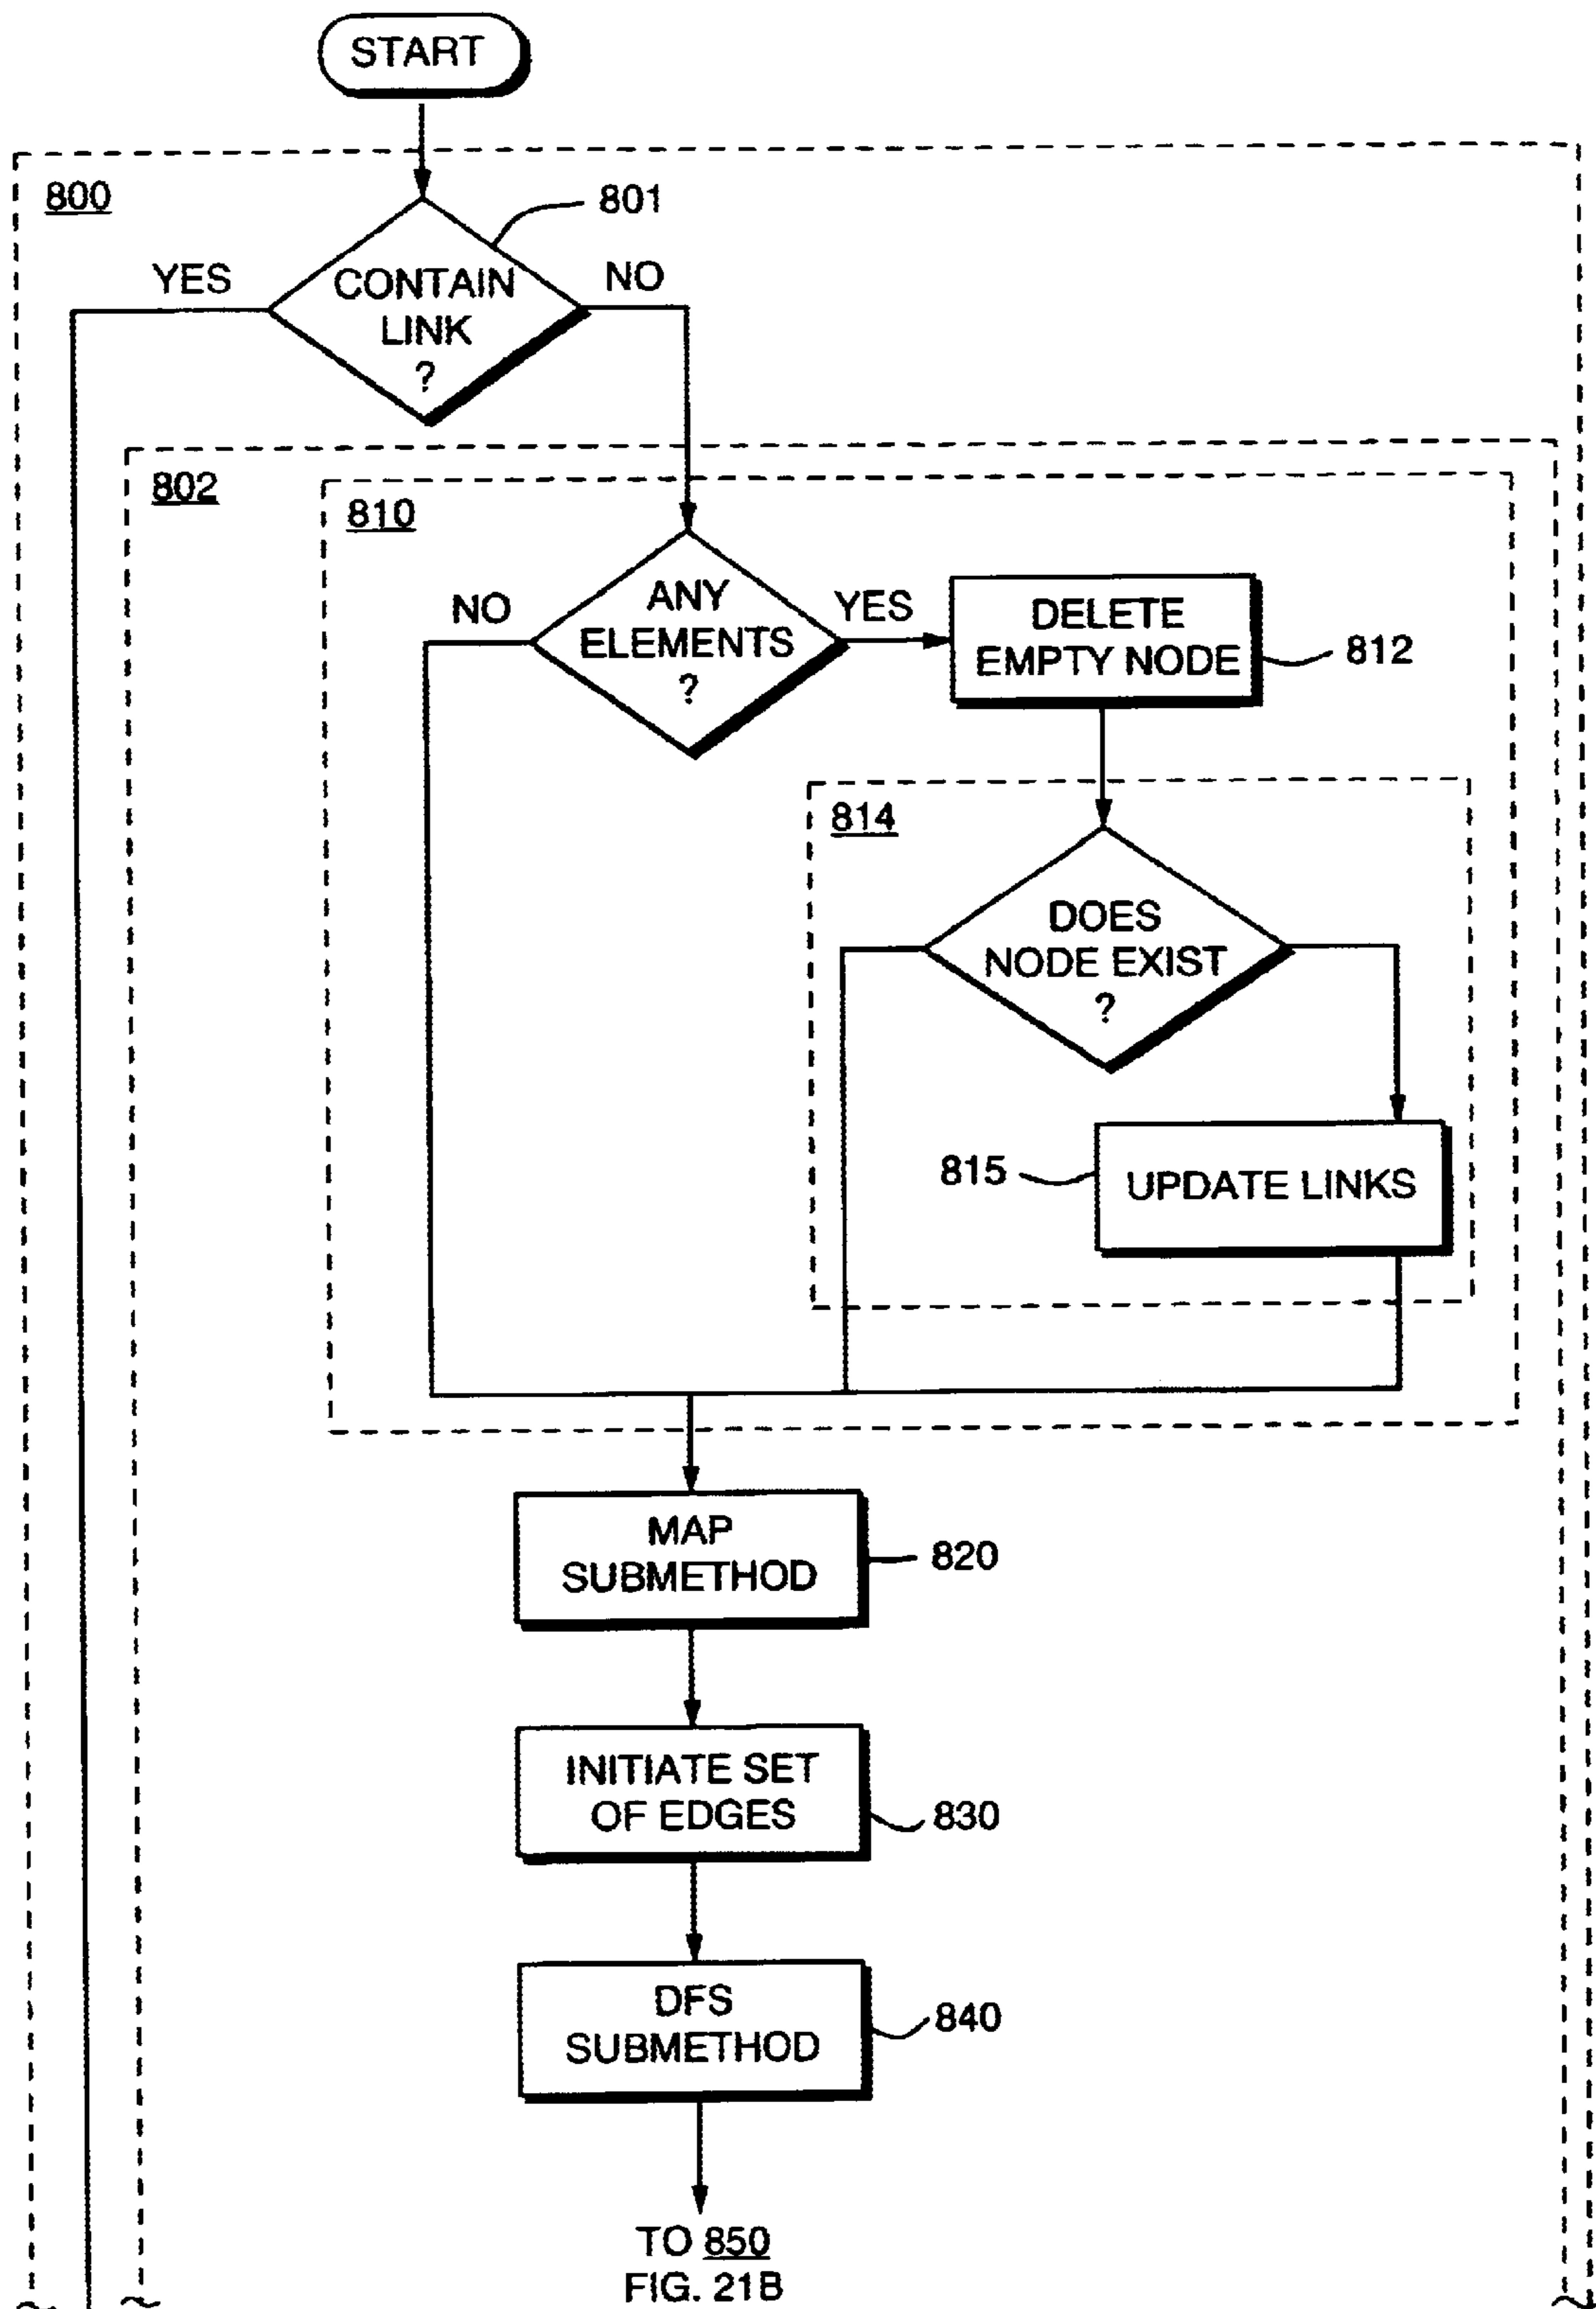 START
800
801
YES
CONTAIN
LINK
?
NO
802
810
NO
ANY
ELEMENTS
?
YES
DELETE
EMPTY NODE
812
814
DOES
NODE EXIST
?
815
UPDATE LINKS
MAP
SUBMETHOD
820
INITIATE SET
OF EDGES
830
DFS
SUBMETHOD
840
TO 850
FIG. 21B